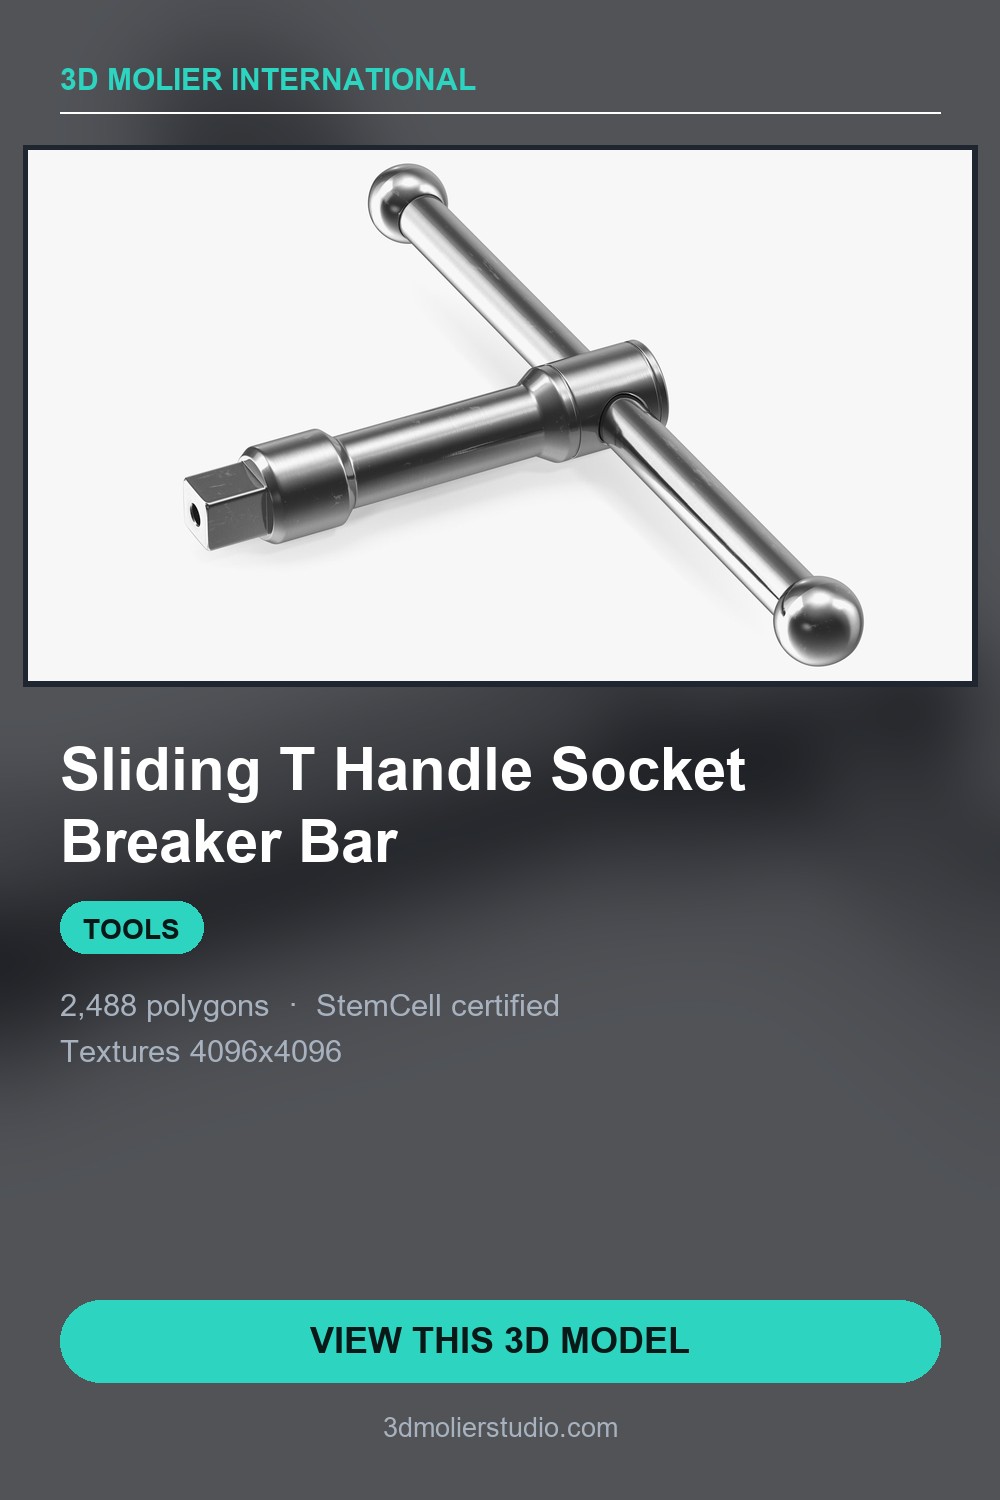 3D MOLIER INTERNATIONAL
Sliding T Handle Socket
Breaker Bar
TOOLS
2,488 polygons · StemCell certified
Textures 4096x4096
VIEW THIS 3D MODEL
3dmolierstudio.com